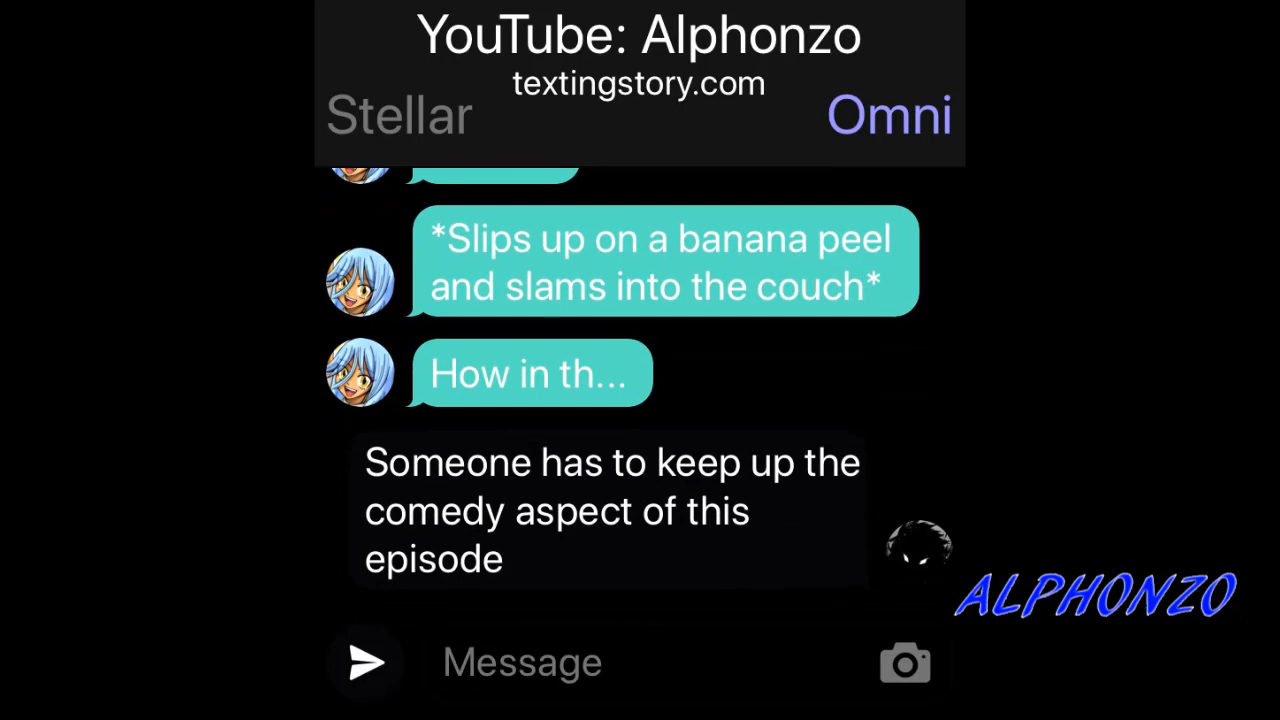 YouTube: Alphonzo
textingstory.com
Stellar
Omni
*Slips up on a banana peel
and slams into the couch*
How in th...
Someone has to keep up the
comedy aspect of this
episode
ALPHONZO
Message